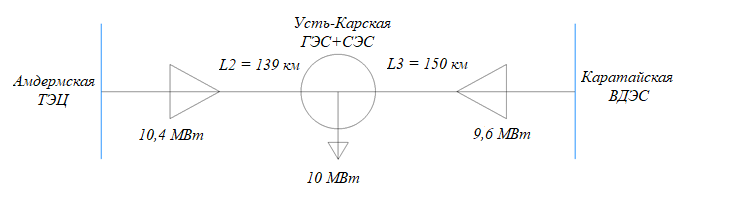 Усть-Карская
ГЭС+СЭС
L2 = 139 км
L3 = 150 км
Амдермская
ТЭЦ
Каратайская
ВДЭС
10,4 МВт
9,6 МВт
10 МВт